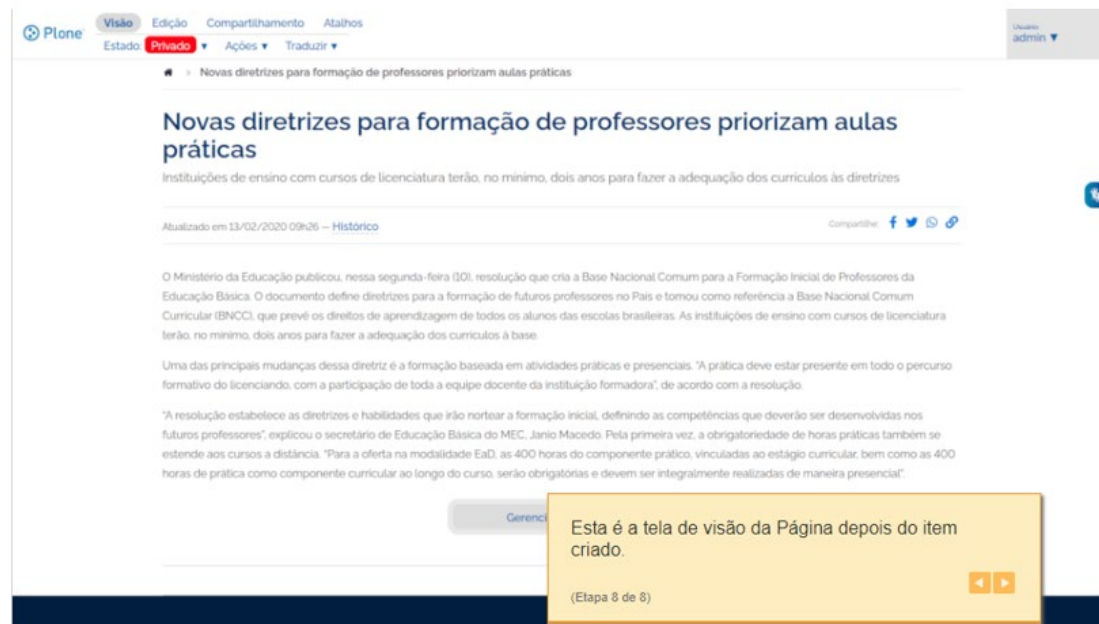 Plone
Visão Edição Compartilhamento Atalhos
Estado: Privado ▼ Ações ▼ Traduzir ▼
Usuário:
admin ▼
> Novas diretrizes para formação de professores priorizam aulas práticas
Novas diretrizes para formação de professores priorizam aulas
práticas
Instituições de ensino com cursos de licenciatura terão, no mínimo, dois anos para fazer a adequação dos currículos às diretrizes
Atualizado em 13/02/2020 09h26 — Histórico
Compartilhe:
O Ministério da Educação publicou, nessa segunda-feira (10), resolução que cria a Base Nacional Comum para a Formação Inicial de Professores da
Educação Básica. O documento define diretrizes para a formação de futuros professores no País e tomou como referência a Base Nacional Comum
Curricular (BNCC), que prevê os direitos de aprendizagem de todos os alunos das escolas brasileiras. As instituições de ensino com cursos de licenciatura
terão, no mínimo, dois anos para fazer a adequação dos currículos à base.
Uma das principais mudanças dessa diretriz é a formação baseada em atividades práticas e presenciais. "A prática deve estar presente em todo o percurso
formativo do licenciando, com a participação de toda a equipe docente da instituição formadora", de acordo com a resolução.
"A resolução estabelece as diretrizes e habilidades que irão nortear a formação inicial, definindo as competências que deverão ser desenvolvidas nos
futuros professores", explicou o secretário de Educação Básica do MEC, Janio Macedo. Pela primeira vez, a obrigatoriedade de horas práticas também se
estende aos cursos a distância. "Para a oferta na modalidade EaD, as 400 horas do componente prático, vinculadas ao estágio curricular, bem como as 400
horas de prática como componente curricular ao longo do curso, serão obrigatórias e devem ser integralmente realizadas de maneira presencial".
Gerenci
Esta é a tela de visão da Página depois do item
criado.
(Etapa 8 de 8)